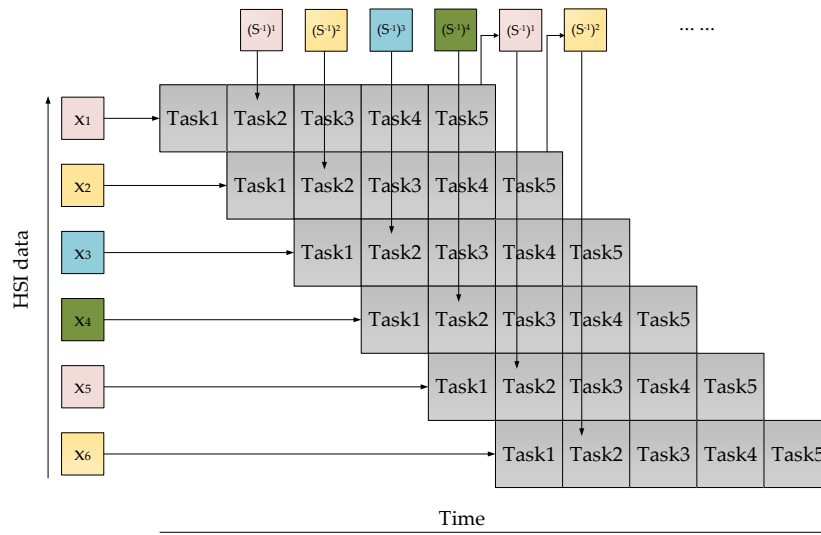 (S-1)1 (S-1)2 (S-1)3 (S-1)4 (S-1)1 (S-1)2 ... ...
x1 Task1 Task2 Task3 Task4 Task5
x2 Task1 Task2 Task3 Task4 Task5
x3 Task1 Task2 Task3 Task4 Task5
x4 Task1 Task2 Task3 Task4 Task5
x5 Task1 Task2 Task3 Task4 Task5
x6 Task1 Task2 Task3 Task4 Task5
HSI data
Time